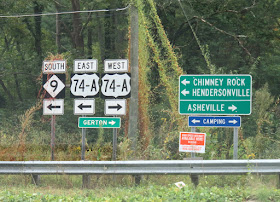 SOUTH
9
EAST
74-A
WEST
74-A
GERTON
CHIMNEY ROCK
HENDERSONVILLE
ASHEVILLE
CAMPING